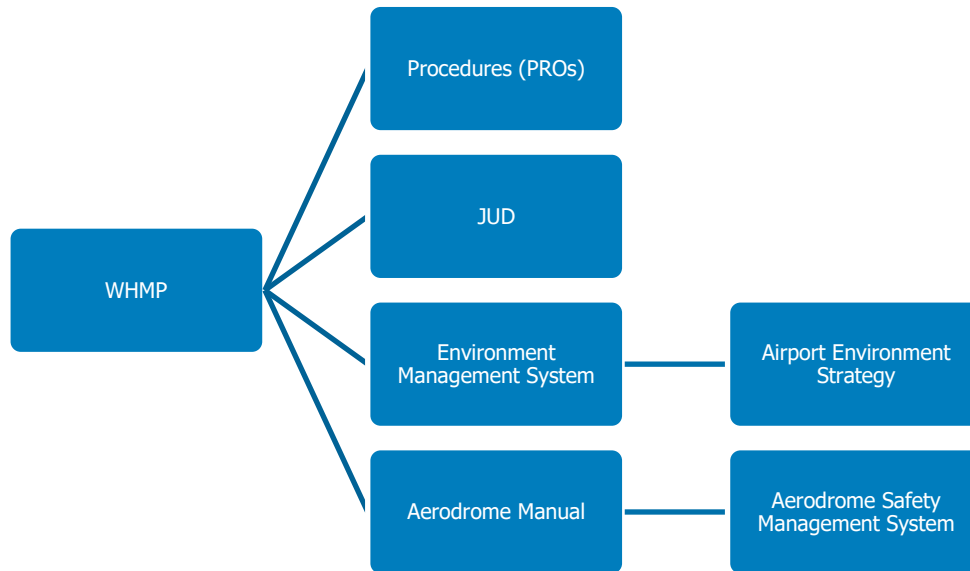 Procedures (PROs)
JUD
WHMP
Environment
Management System
Airport Environment
Strategy
Aerodrome Manual
Aerodrome Safety
Management System